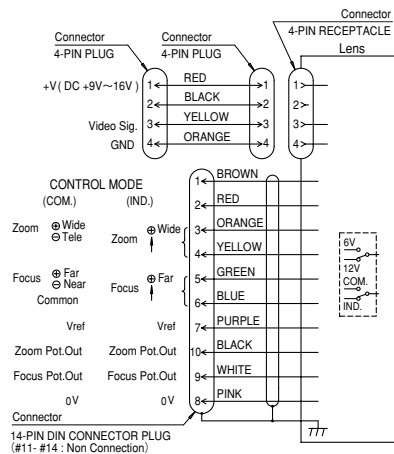 Connector
4-PIN PLUG
Connector
4-PIN PLUG
Connector
4-PIN RECEPTACLE
Lens
+V ( DC +9V～16V ) 1 RED 1 1
2 BLACK 2 2
Video Sig. 3 YELLOW 3 3
GND 4 ORANGE 4 4
CONTROL MODE
(COM.) (IND.)
1 BROWN
2 RED
Zoom ⊕ Wide
⊖ Tele
Zoom ⊕ Wide
3 ORANGE
4 YELLOW
Focus ⊕ Far
⊖ Near
Common
Focus ⊕ Far
5 GREEN
6 BLUE
Vref Vref 7 PURPLE
Zoom Pot.Out Zoom Pot.Out 10 BLACK
Focus Pot.Out Focus Pot.Out 9 WHITE
0V 0V 8 PINK
6V
12V
COM.
IND.
Connector
14-PIN DIN CONNECTOR PLUG
(#11- #14 : Non Connection)